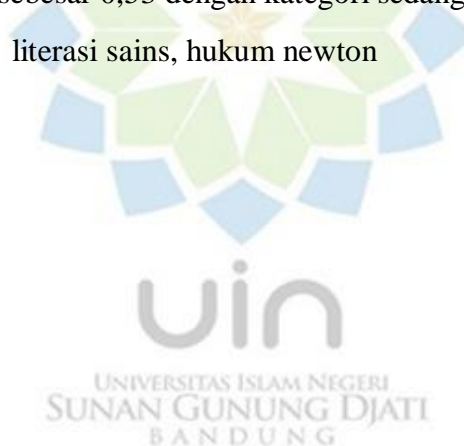 sebesar 0,55 dengan kategori sedang
literasi sains, hukum newton
uin
UNIVERSITAS ISLAM NEGERI
SUNAN GUNUNG DJATI
BANDUNG